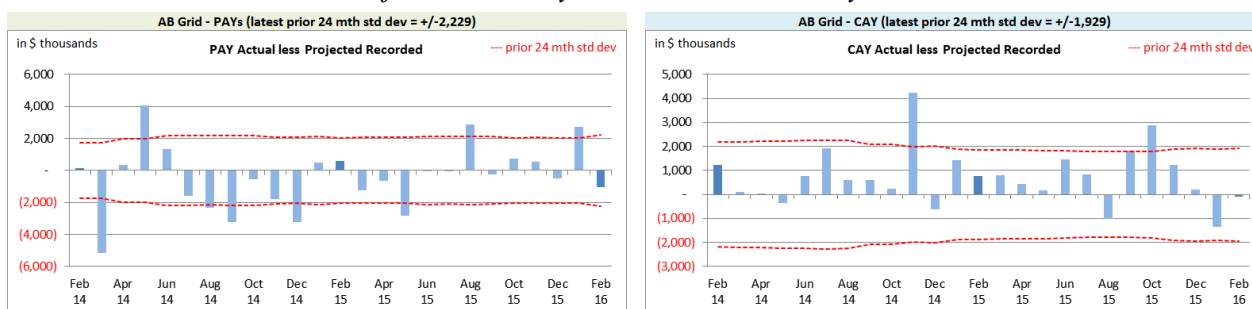 AB Grid - PAYs (latest prior 24 mth std dev = +/-2,229)
in $ thousands
PAY Actual less Projected Recorded
--- prior 24 mth std dev
6,000
4,000
2,000
-
(2,000)
(4,000)
(6,000)
Feb Apr Jun Aug Oct Dec Feb Apr Jun Aug Oct Dec Feb
14 14 14 14 14 14 15 15 15 15 15 15 16
AB Grid - CAY (latest prior 24 mth std dev = +/-1,929)
in $ thousands
CAY Actual less Projected Recorded
--- prior 24 mth std dev
5,000
4,000
3,000
2,000
1,000
-
(1,000)
(2,000)
(3,000)
Feb Apr Jun Aug Oct Dec Feb Apr Jun Aug Oct Dec Feb
14 14 14 14 14 14 15 15 15 15 15 15 16